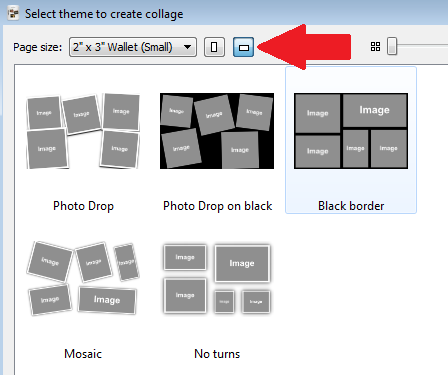 Select theme to create collage
Page size: 2" x 3" Wallet (Small)
Image Image Image
Image Image
Image Image Image
Image Image
Image Image
Image Image Image
Photo Drop Photo Drop on black Black border
Image Image Image
Image Image
Image Image
Image Image Image
Mosaic No turns